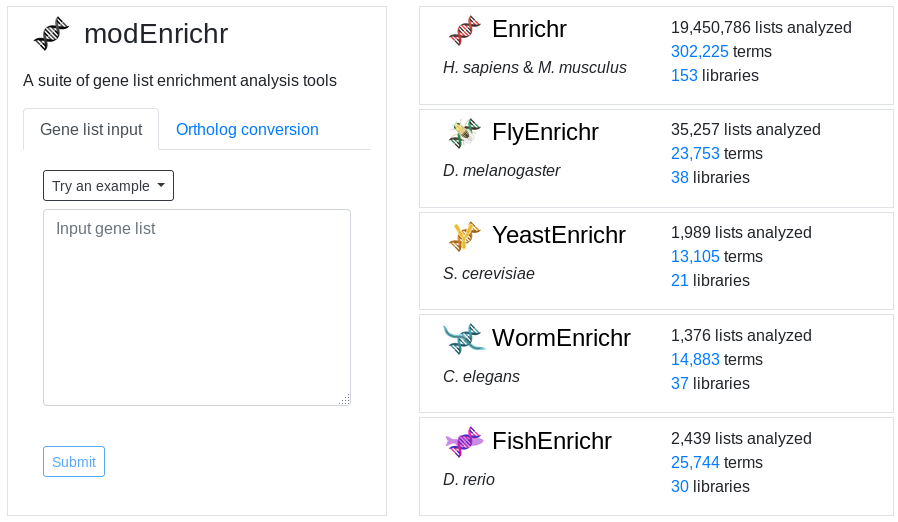 modEnrichr
A suite of gene list enrichment analysis tools
Gene list input
Ortholog conversion
Try an example
Input gene list
Submit
Enrichr
H. sapiens & M. musculus
19,450,786 lists analyzed
302,225 terms
153 libraries
FlyEnrichr
D. melanogaster
35,257 lists analyzed
23,753 terms
38 libraries
YeastEnrichr
S. cerevisiae
1,989 lists analyzed
13,105 terms
21 libraries
WormEnrichr
C. elegans
1,376 lists analyzed
14,883 terms
37 libraries
FishEnrichr
D. rerio
2,439 lists analyzed
25,744 terms
30 libraries